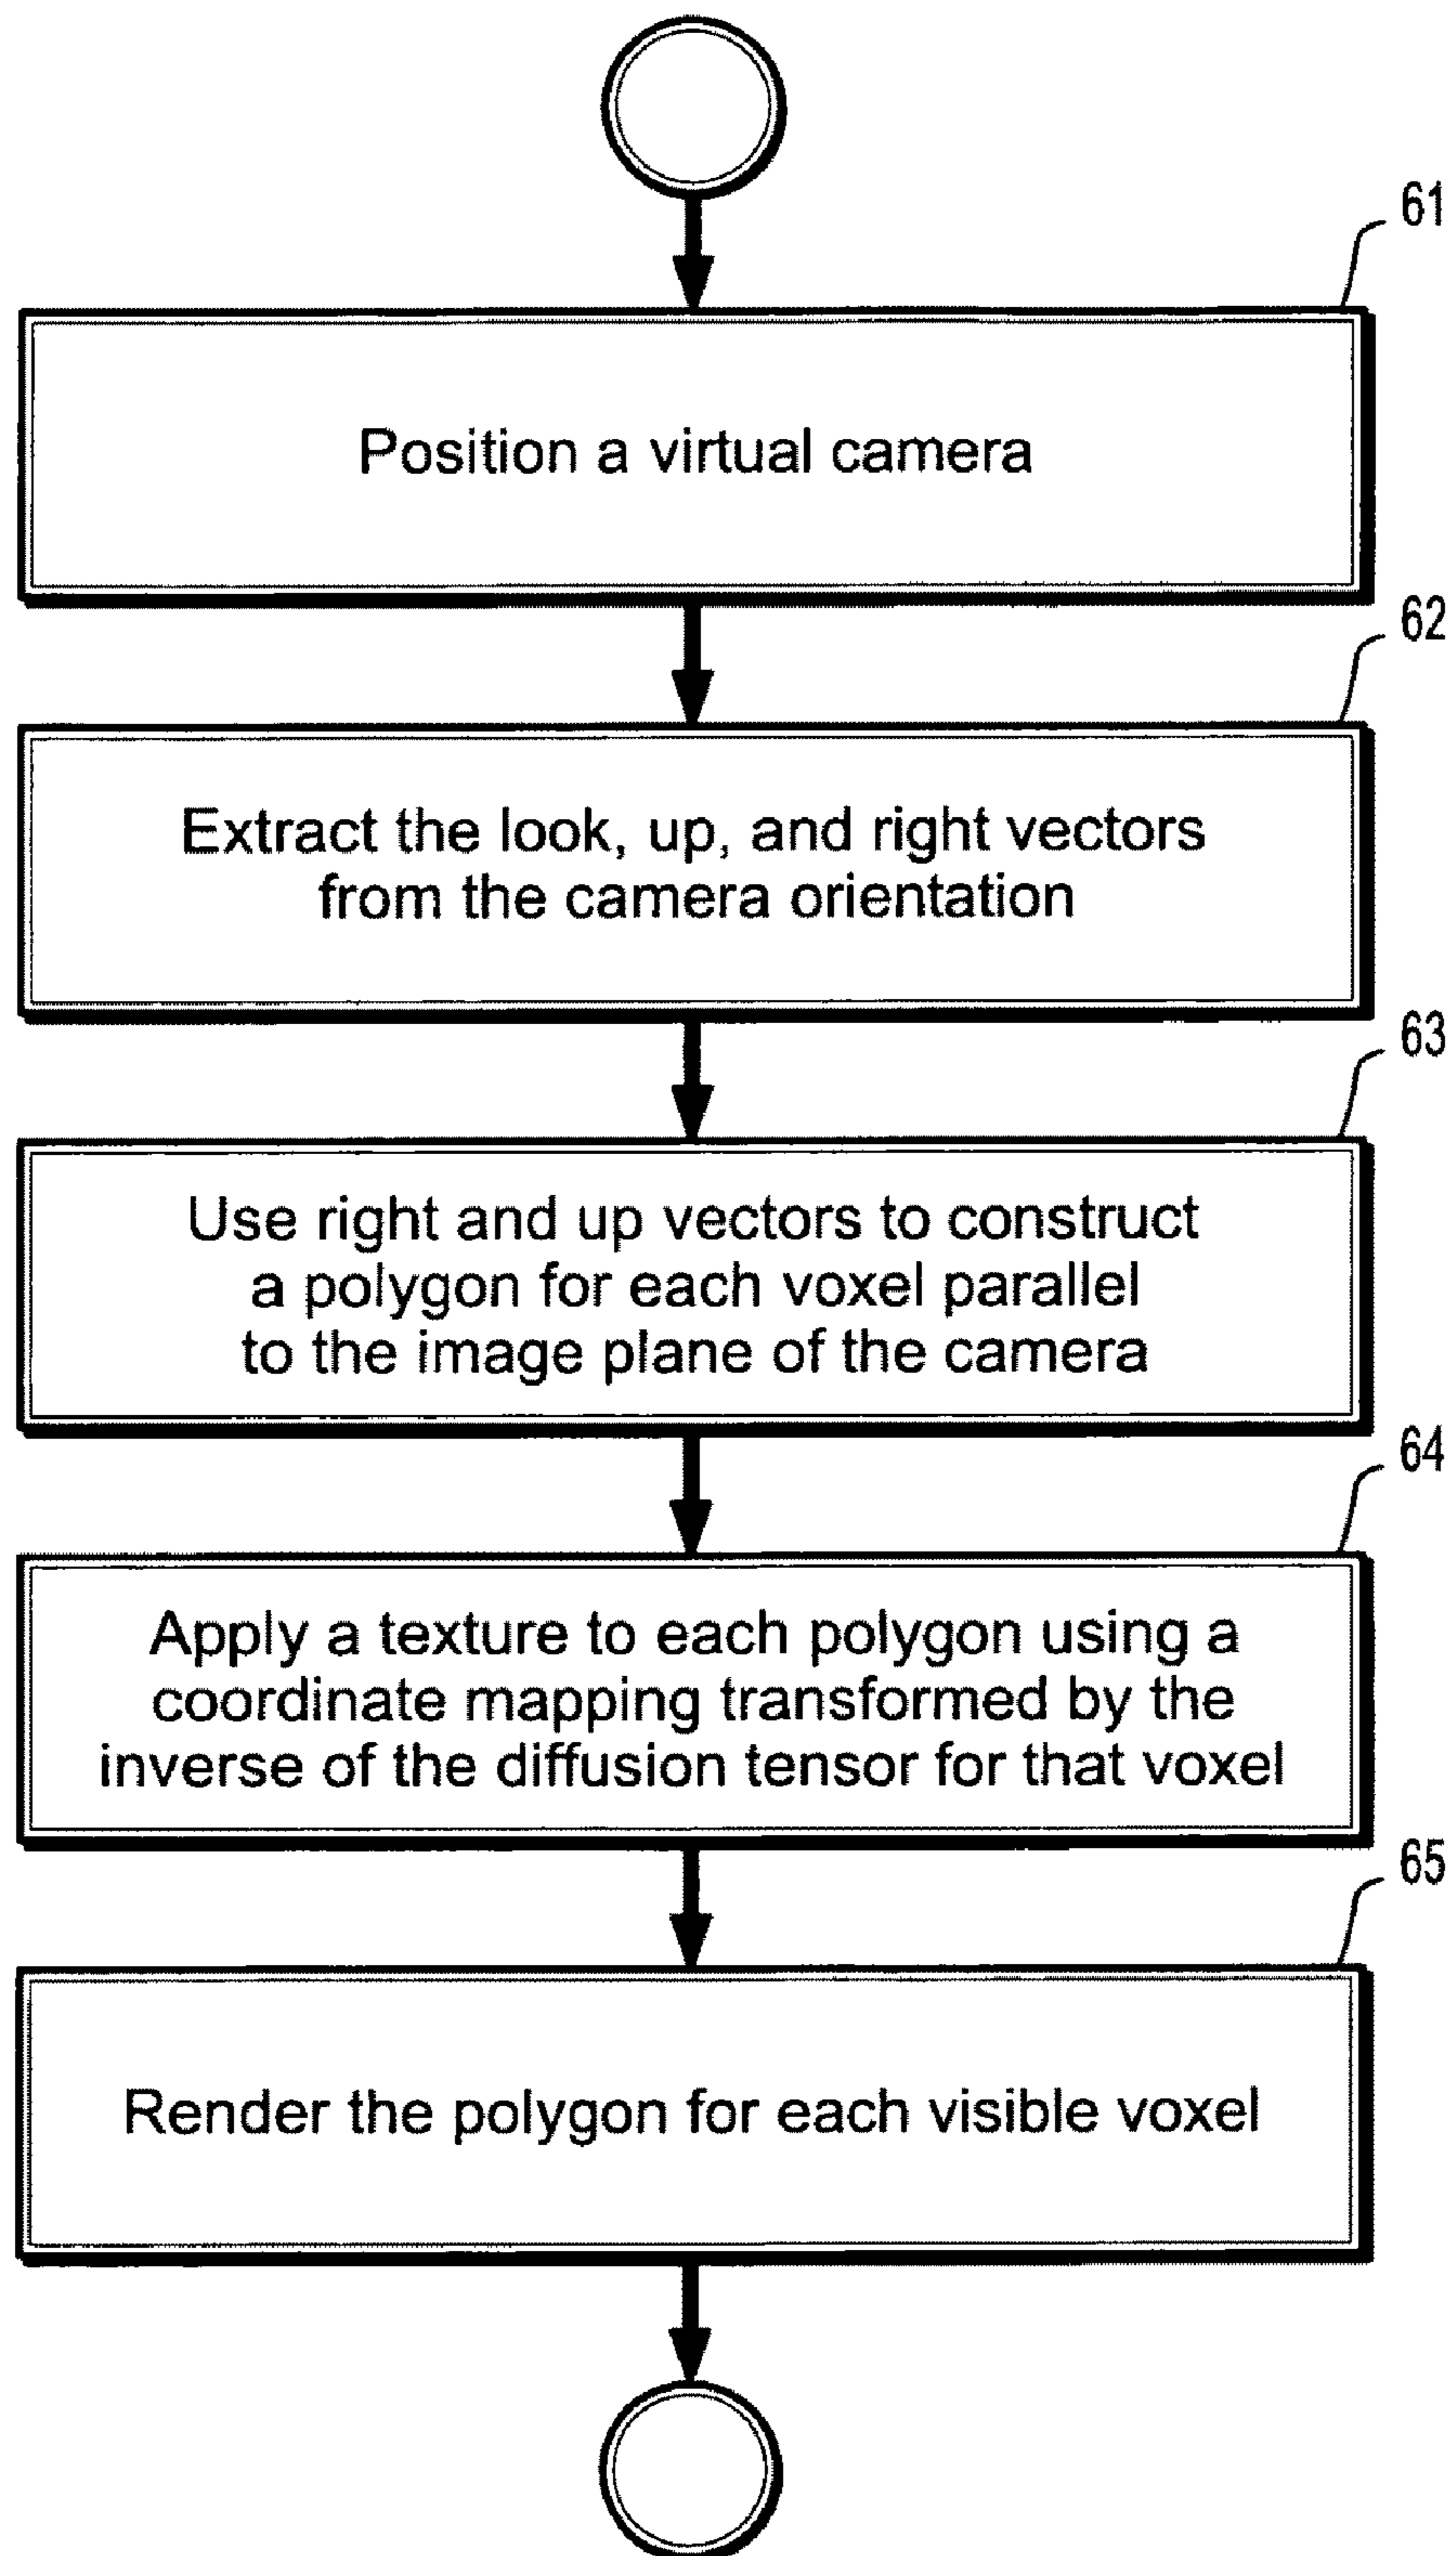 61
Position a virtual camera
62
Extract the look, up, and right vectors
from the camera orientation
63
Use right and up vectors to construct
a polygon for each voxel parallel
to the image plane of the camera
64
Apply a texture to each polygon using a
coordinate mapping transformed by the
inverse of the diffusion tensor for that voxel
65
Render the polygon for each visible voxel